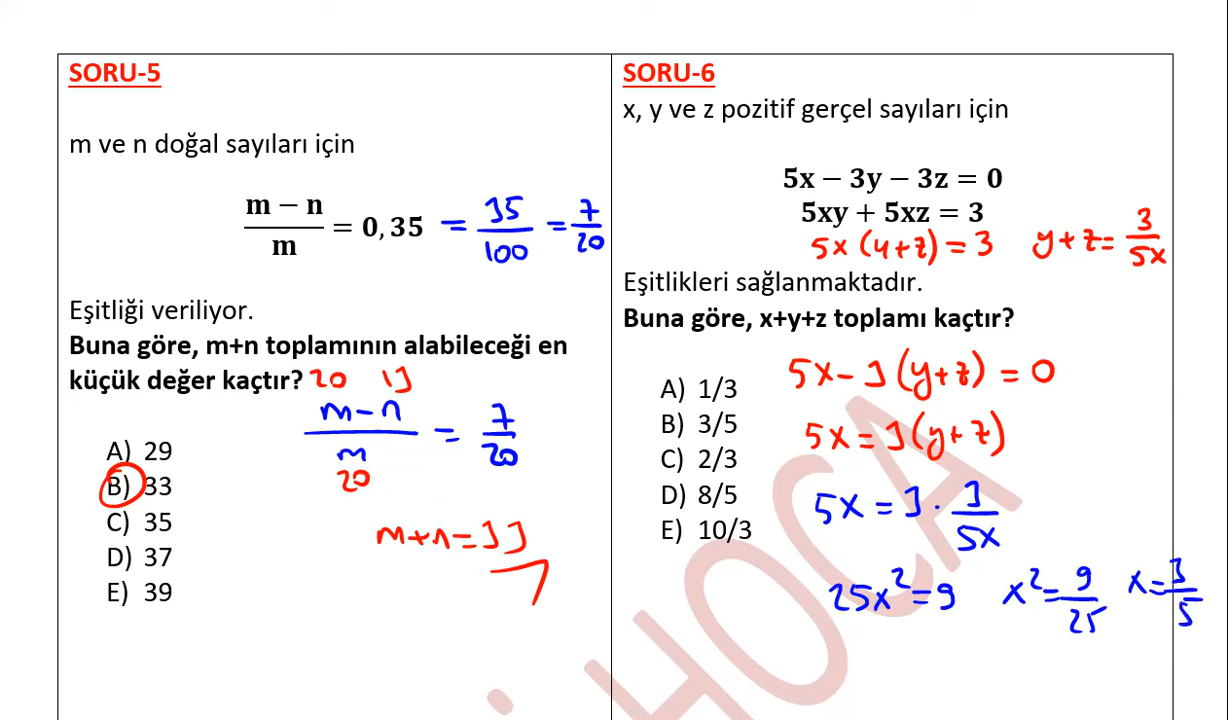 SORU-5
m ve n doğal sayıları için
m − n / m = 0,35 = 35/100 = 7/20
Eşitliği veriliyor.
Buna göre, m+n toplamının alabileceği en
küçük değer kaçtır? 20 13
m − n / m = 7/20
20
A) 29
B) 33
C) 35
m+n=33
D) 37
E) 39
SORU-6
x, y ve z pozitif gerçel sayıları için
5x − 3y − 3z = 0
5xy + 5xz = 3
5x (y+z) = 3 y+z = 3/5x
Eşitlikleri sağlanmaktadır.
Buna göre, x+y+z toplamı kaçtır?
5x − 3 (y+z) = 0
A) 1/3
B) 3/5
5x = 3(y+z)
C) 2/3
D) 8/5
5x = 3 · 3/5x
E) 10/3
25x² = 9 x² = 9/25 x = 3/5
HOCA